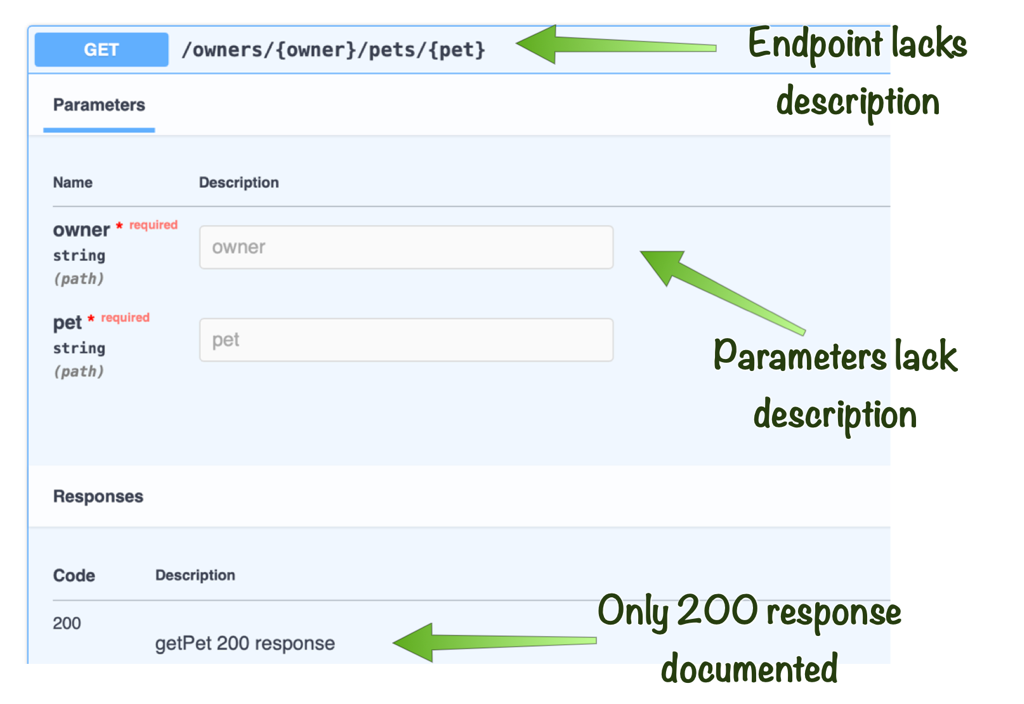 GET /owners/{owner}/pets/{pet}
Endpoint lacks
description
Parameters
Name Description
owner * required
string
(path)
owner
pet * required
string
(path)
pet
Parameters lack
description
Responses
Code Description
200
getPet 200 response
Only 200 response
documented